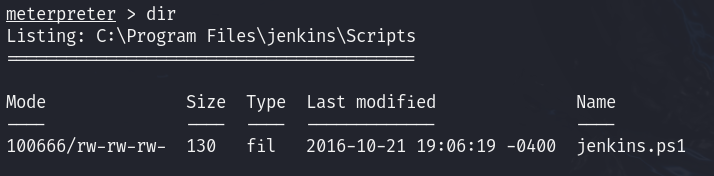 meterpreter > dir
Listing: C:\Program Files\jenkins\Scripts
=========================================
Mode              Size  Type  Last modified              Name
----              ----  ----  -------------              ----
100666/rw-rw-rw-  130   fil   2016-10-21 19:06:19 -0400  jenkins.ps1